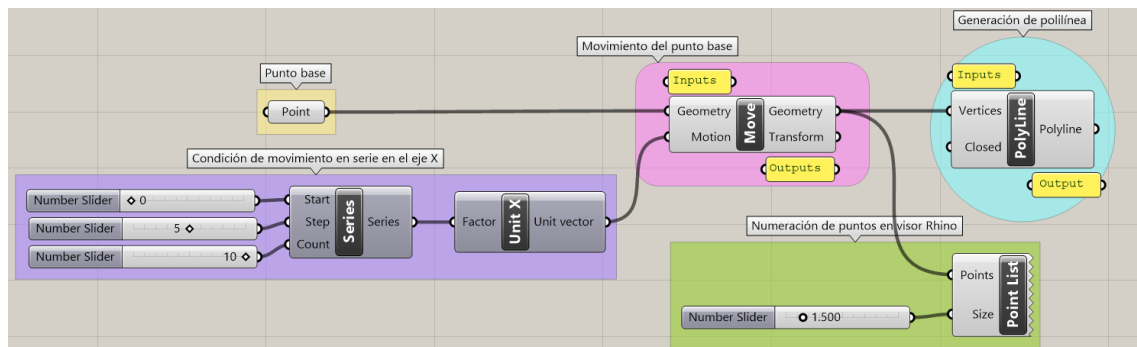 Generación de polilínea
Movimiento del punto base
Punto base
Inputs
Inputs
Point
Geometry
Move
Geometry
Motion
Transform
Vertices
PolyLine
Polyline
Closed
Condición de movimiento en serie en el eje X
Outputs
Output
Number Slider 0
Number Slider 5
Number Slider 10
Start
Step
Count
Series
Series
Factor
Unit X
Unit vector
Numeración de puntos en visor Rhino
Points
Size
Point List
Number Slider 1.500